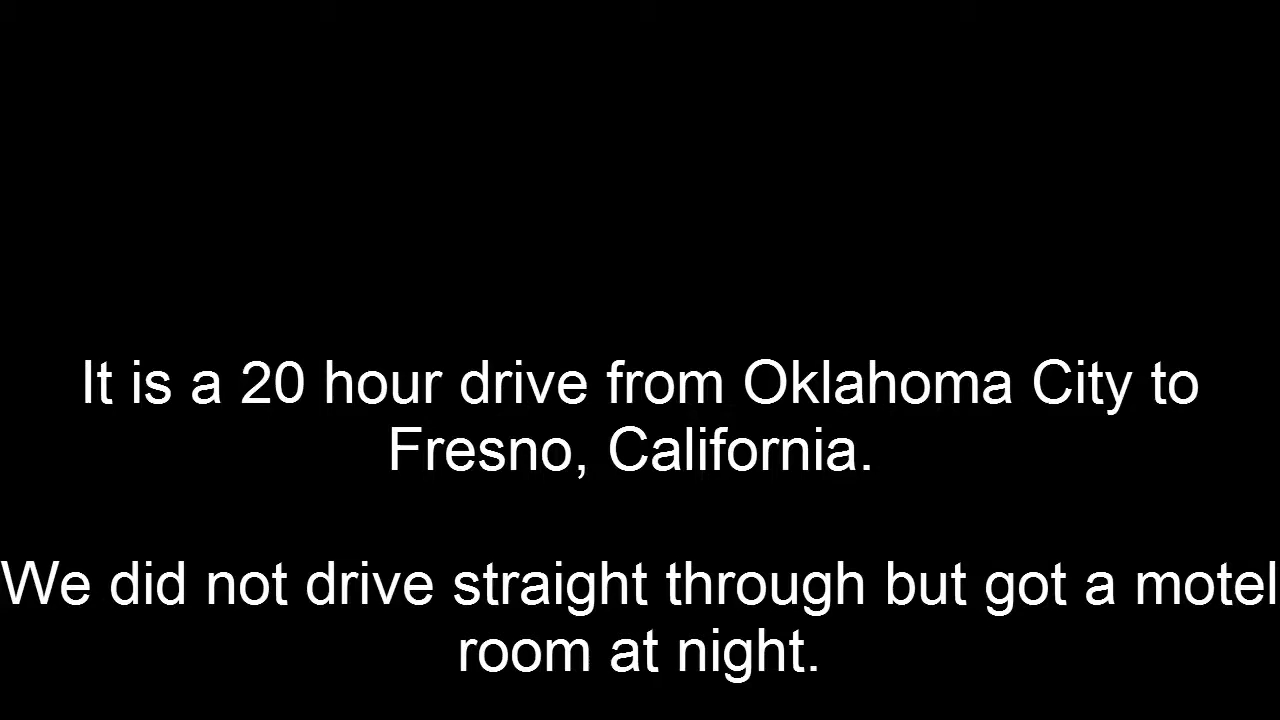 It is a 20 hour drive from Oklahoma City to
Fresno, California.
We did not drive straight through but got a motel
room at night.